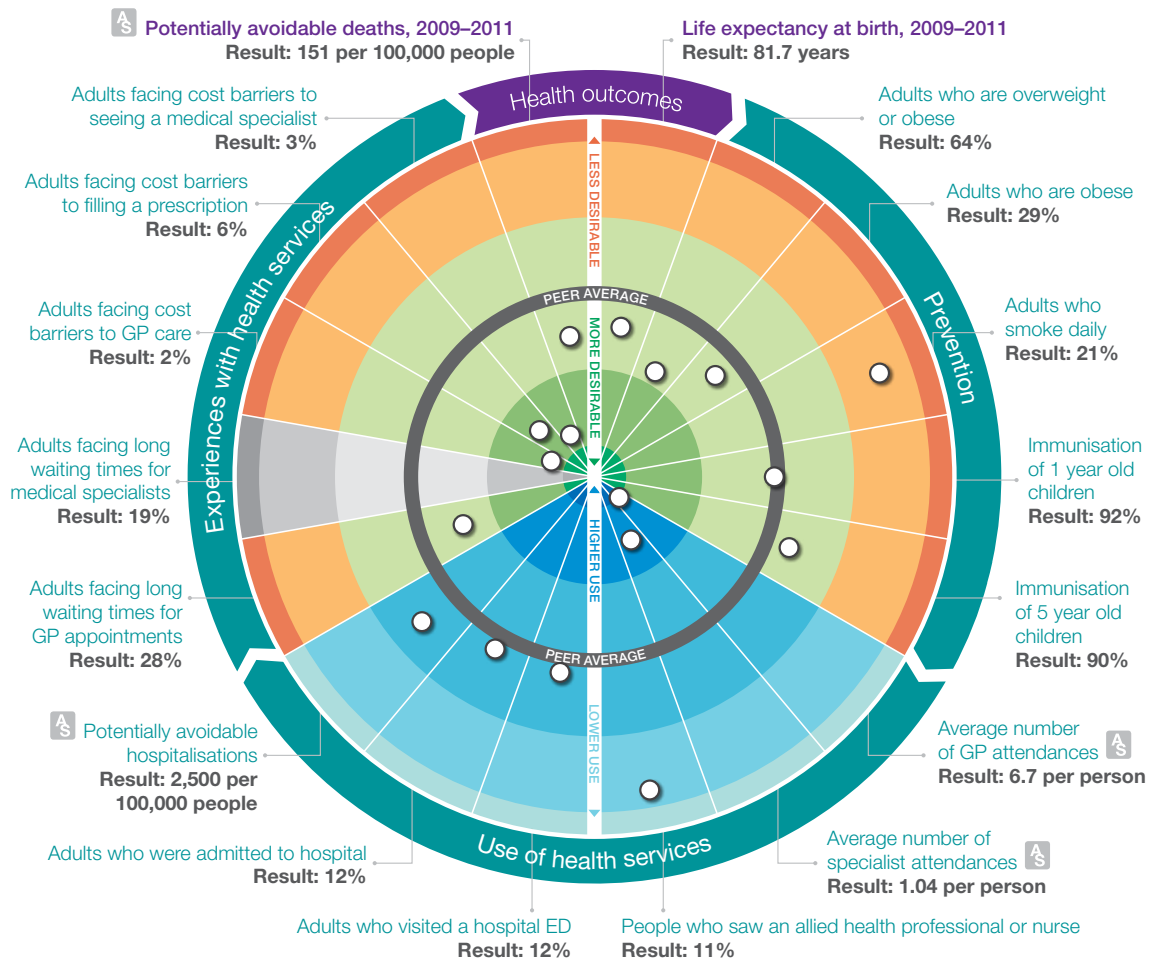 A S Potentially avoidable deaths, 2009–2011
Result: 151 per 100,000 people
Life expectancy at birth, 2009–2011
Result: 81.7 years
Adults facing cost barriers to
seeing a medical specialist
Result: 3%
Health outcomes
Adults who are overweight
or obese
Result: 64%
Adults facing cost barriers
to filling a prescription
Result: 6%
Adults who are obese
Result: 29%
Adults facing cost
barriers to GP care
Result: 2%
Adults who
smoke daily
Result: 21%
Experiences with health services
Prevention
LESS DESIRABLE
PEER AVERAGE
MORE DESIRABLE
HIGHER USE
PEER AVERAGE
LOWER USE
Adults facing long
waiting times for
medical specialists
Result: 19%
Immunisation
of 1 year old
children
Result: 92%
Adults facing long
waiting times for
GP appointments
Result: 28%
Immunisation
of 5 year old
children
Result: 90%
A S Potentially avoidable
hospitalisations
Result: 2,500 per
100,000 people
Average number
of GP attendances A S
Result: 6.7 per person
Use of health services
Adults who were admitted to hospital
Result: 12%
Average number of
specialist attendances A S
Result: 1.04 per person
Adults who visited a hospital ED
Result: 12%
People who saw an allied health professional or nurse
Result: 11%